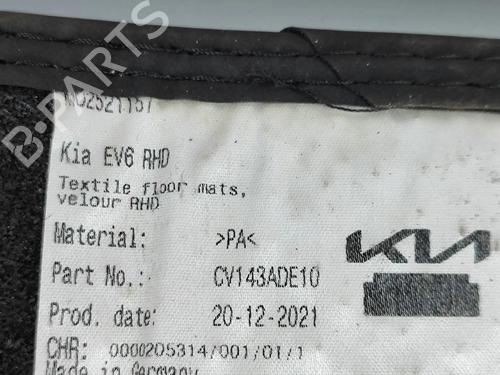 Kia EV6 RHD
Textile floor mats,
velour RHD
Material: >PA<
Part No.: CV143ADE10
Prod. date: 20-12-2021
CHR: 0000205314/001/01/1
Made in Germany
KIA
B-PARTS